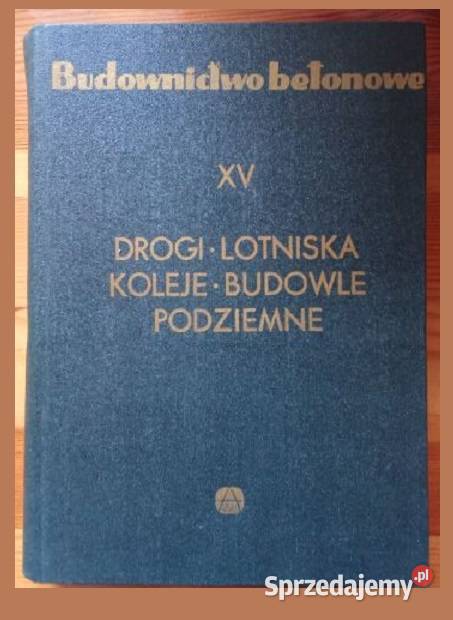 Budownictwo betonowe
XV
DROGI · LOTNISKA
KOLEJE · BUDOWLE
PODZIEMNE
Sprzedajemy.pl